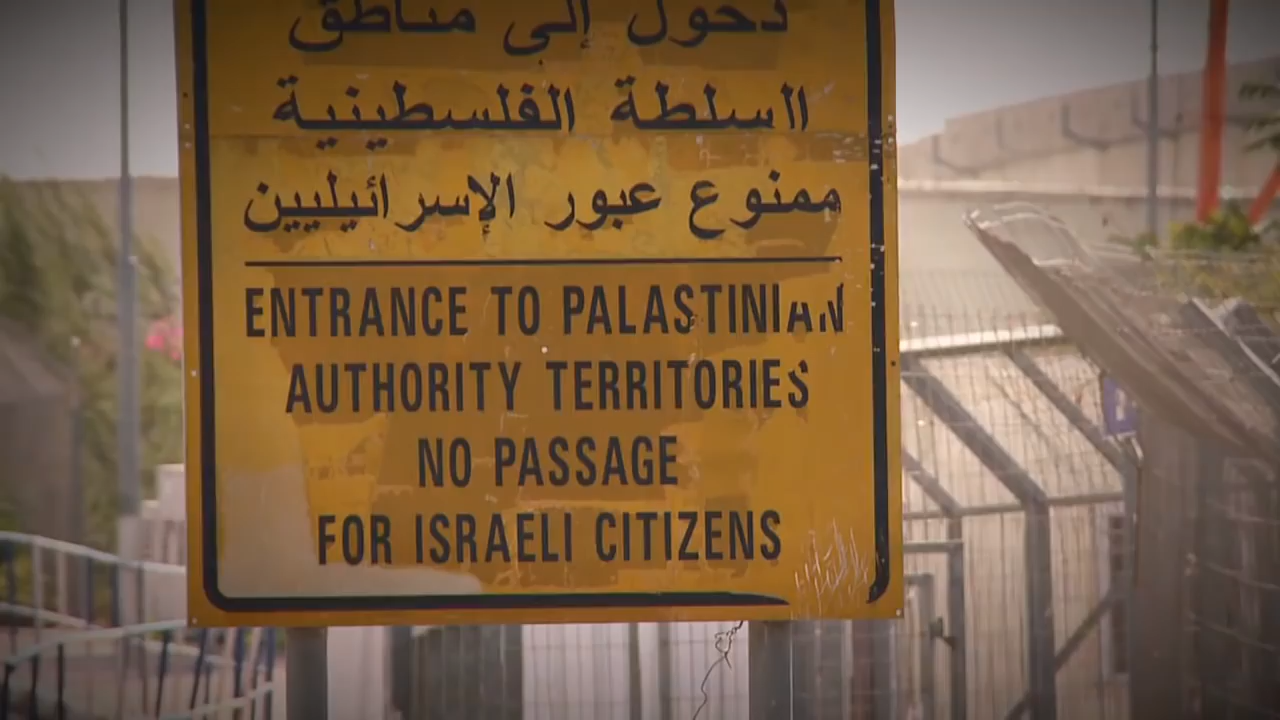 دخول إلى مناطق
السلطة الفلسطينية
ممنوع عبور الإسرائيليين
ENTRANCE TO PALASTINIAN
AUTHORITY TERRITORIES
NO PASSAGE
FOR ISRAELI CITIZENS